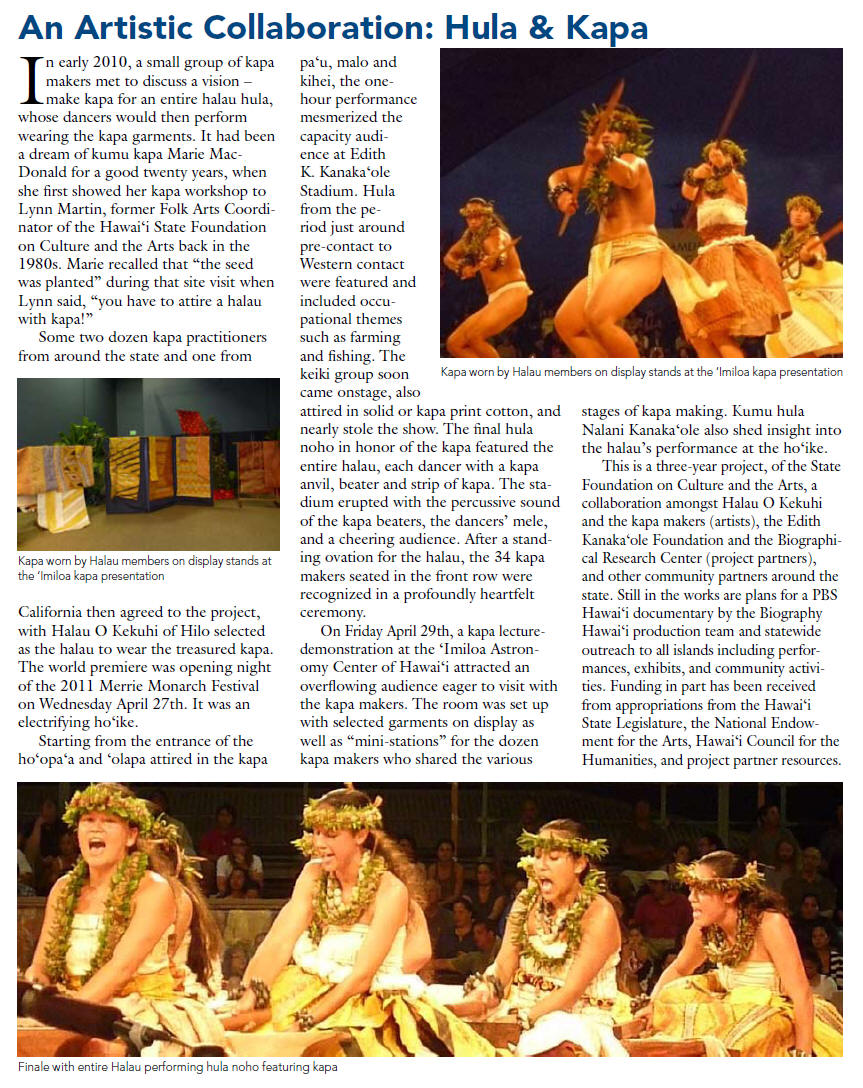 An Artistic Collaboration: Hula & Kapa
In early 2010, a small group of kapa
makers met to discuss a vision –
make kapa for an entire halau hula,
whose dancers would then perform
wearing the kapa garments. It had been
a dream of kumu kapa Marie Mac-
Donald for a good twenty years, when
she first showed her kapa workshop to
Lynn Martin, former Folk Arts Coordi-
nator of the Hawai‘i State Foundation
on Culture and the Arts back in the
1980s. Marie recalled that “the seed
was planted” during that site visit when
Lynn said, “you have to attire a halau
with kapa!”
Some two dozen kapa practitioners
from around the state and one from
Kapa worn by Halau members on display stands at
the ‘Imiloa kapa presentation
California then agreed to the project,
with Halau O Kekuhi of Hilo selected
as the halau to wear the treasured kapa.
The world premiere was opening night
of the 2011 Merrie Monarch Festival
on Wednesday April 27th. It was an
electrifying ho‘ike.
Starting from the entrance of the
ho‘opa‘a and ‘olapa attired in the kapa
pa‘u, malo and
kihei, the one-
hour performance
mesmerized the
capacity audi-
ence at Edith
K. Kanaka‘ole
Stadium. Hula
from the pe-
riod just around
pre-contact to
Western contact
were featured and
included occu-
pational themes
such as farming
and fishing. The
keiki group soon
came onstage, also
attired in solid or kapa print cotton, and
nearly stole the show. The final hula
noho in honor of the kapa featured the
entire halau, each dancer with a kapa
anvil, beater and strip of kapa. The sta-
dium erupted with the percussive sound
of the kapa beaters, the dancers’ mele,
and a cheering audience. After a stand-
ing ovation for the halau, the 34 kapa
makers seated in the front row were
recognized in a profoundly heartfelt
ceremony.
On Friday April 29th, a kapa lecture-
demonstration at the ‘Imiloa Astron-
omy Center of Hawai‘i attracted an
overflowing audience eager to visit with
the kapa makers. The room was set up
with selected garments on display as
well as “mini-stations” for the dozen
kapa makers who shared the various
Kapa worn by Halau members on display stands at the ‘Imiloa kapa presentation
stages of kapa making. Kumu hula
Nalani Kanaka‘ole also shed insight into
the halau’s performance at the ho‘ike.
This is a three-year project, of the State
Foundation on Culture and the Arts, a
collaboration amongst Halau O Kekuhi
and the kapa makers (artists), the Edith
Kanaka‘ole Foundation and the Biographi-
cal Research Center (project partners),
and other community partners around the
state. Still in the works are plans for a PBS
Hawai‘i documentary by the Biography
Hawai‘i production team and statewide
outreach to all islands including perfor-
mances, exhibits, and community activi-
ties. Funding in part has been received
from appropriations from the Hawai‘i
State Legislature, the National Endow-
ment for the Arts, Hawai‘i Council for the
Humanities, and project partner resources.
Finale with entire Halau performing hula noho featuring kapa